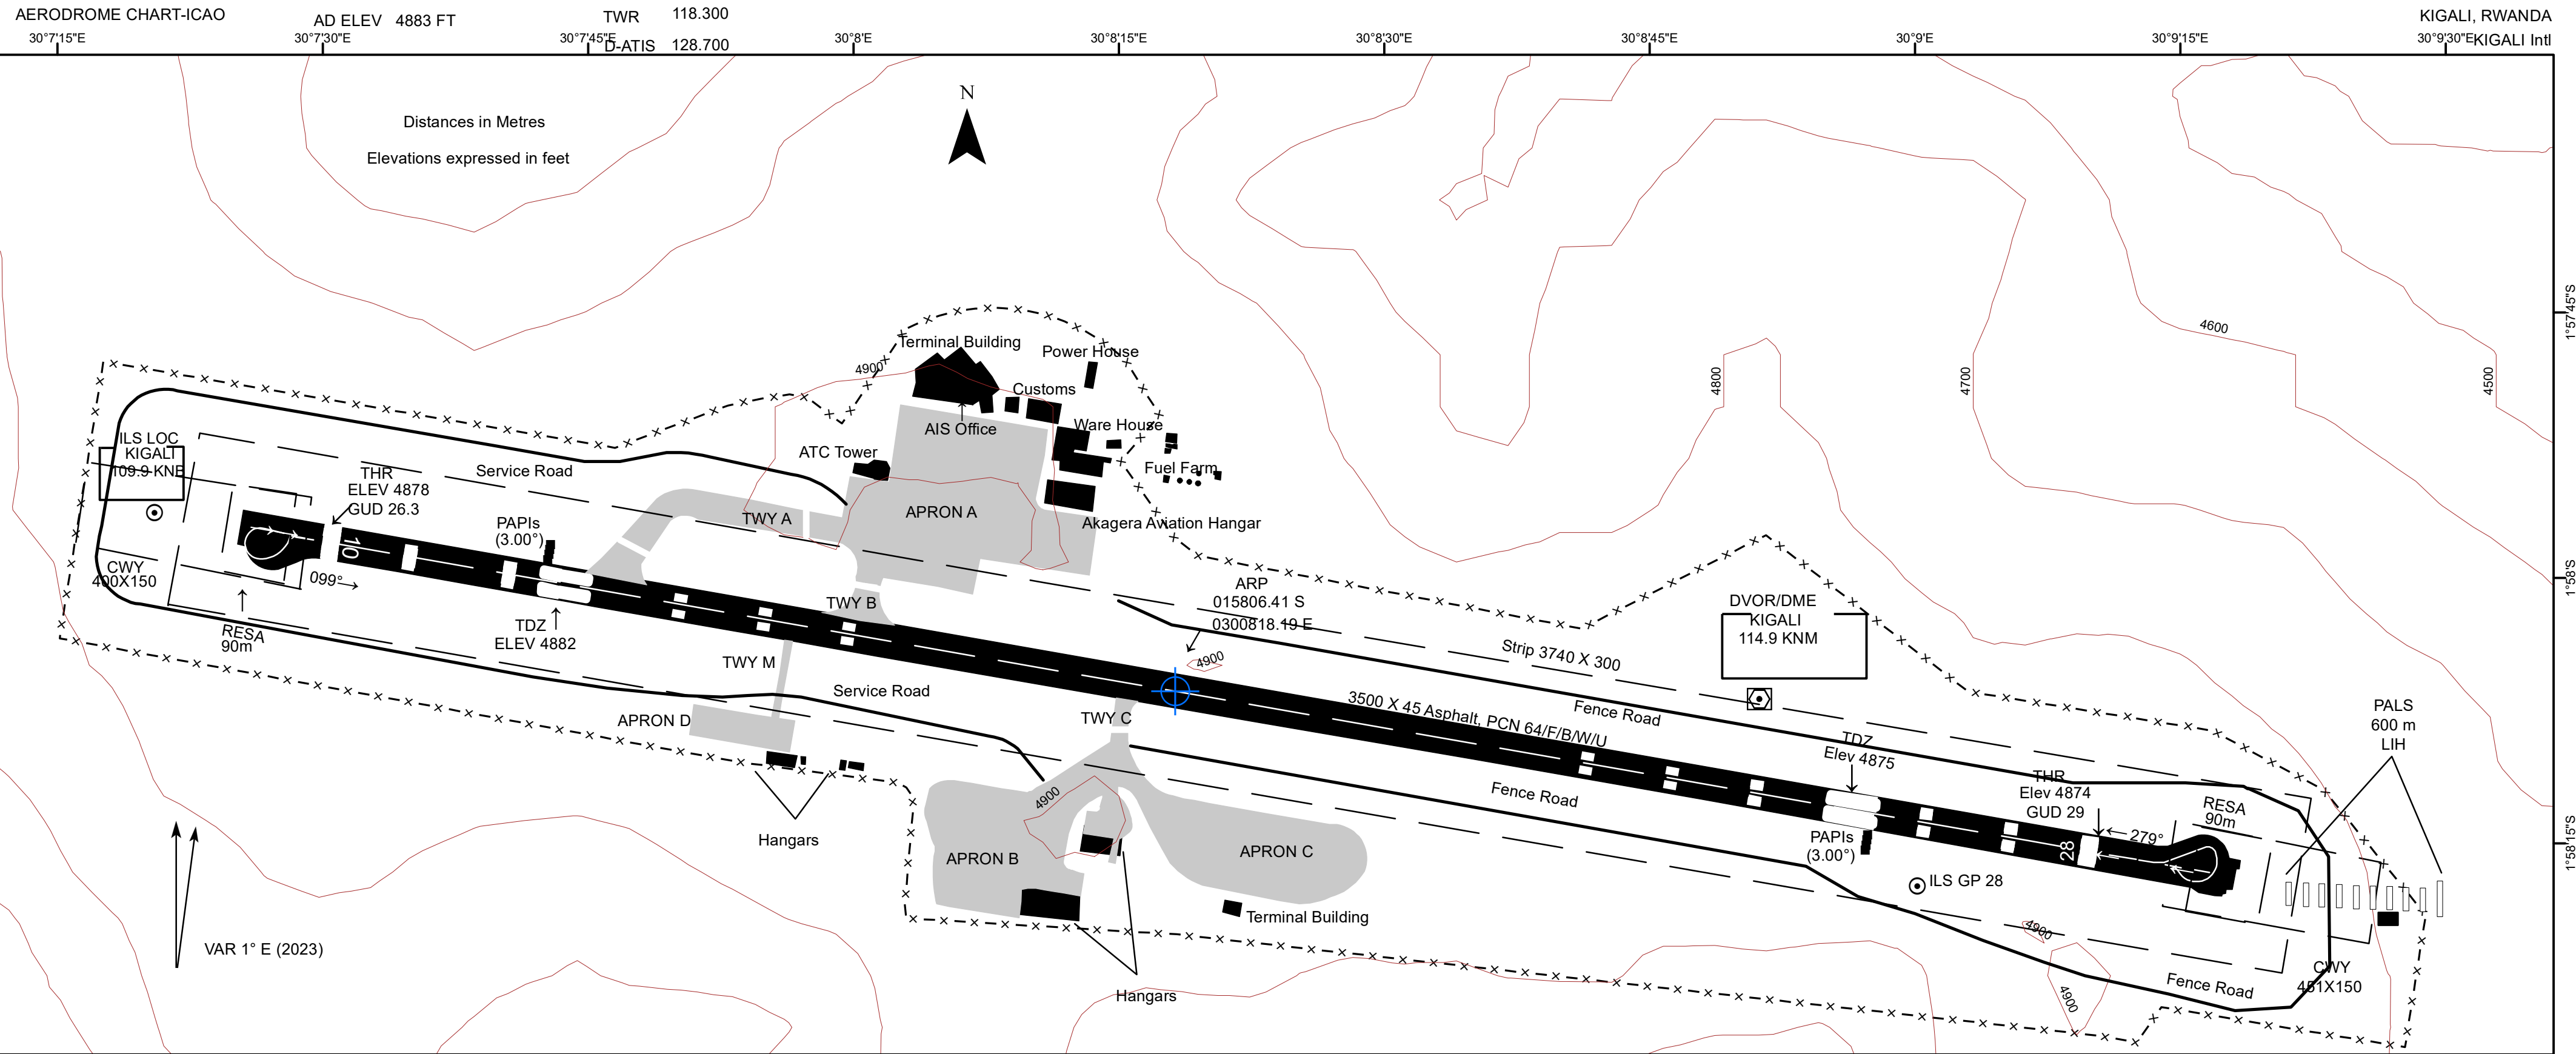 AERODROME CHART-ICAO
AD ELEV 4883 FT
TWR 118.300
D-ATIS 128.700
KIGALI, RWANDA
KIGALI Intl
30°7'15"E
30°7'30"E
30°7'45"E
30°8'E
30°8'15"E
30°8'30"E
30°8'45"E
30°9'E
30°9'15"E
30°9'30"E
Distances in Metres
Elevations expressed in feet
N
1°57'45"S
1°58'S
1°58'15"S
4600
4800
4700
4500
4900
Terminal Building
Power House
Customs
AIS Office
Ware House
ATC Tower
Fuel Farm
Akagera Aviation Hangar
APRON A
TWY A
TWY B
ILS LOC
KIGALI
109.9 KNE
Service Road
THR
ELEV 4878
GUD 26.3
PAPIs
(3.00°)
10
099°
CWY
400X150
RESA
90m
TDZ
ELEV 4882
TWY M
APRON D
Service Road
Hangars
ARP
015806.41 S
0300818.19 E
4900
TWY C
Strip 3740 X 300
3500 X 45 Asphalt, PCN 64/F/B/W/U
Fence Road
Fence Road
DVOR/DME
KIGALI
114.9 KNM
TDZ
Elev 4875
PAPIs
(3.00°)
THR
Elev 4874
GUD 29
28
279°
RESA
90m
PALS
600 m
LIH
ILS GP 28
4900
APRON B
APRON C
Terminal Building
Hangars
4900
4900
Fence Road
CWY
451X150
VAR 1° E (2023)